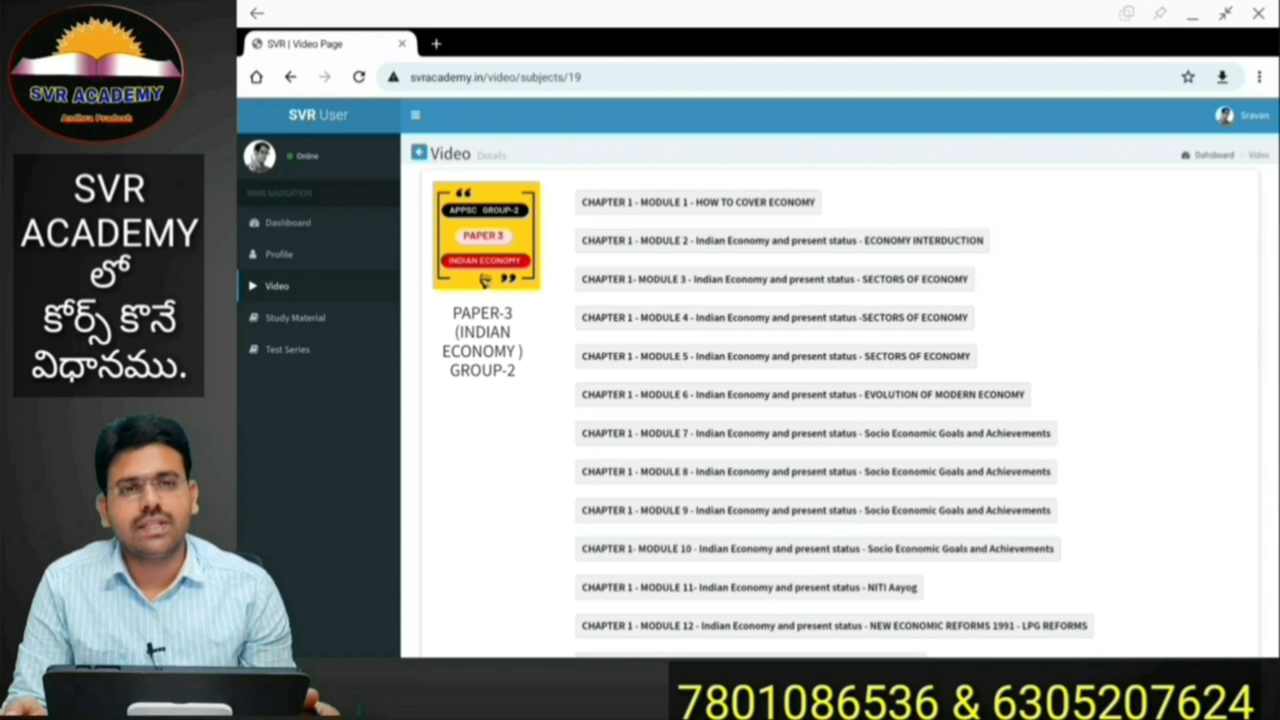 SVR ACADEMY
Andhra Pradesh
SVR
ACADEMY
లో
కోర్స్ కొనే
విధానము.
SVR | Video Page
svracademy.in/video/subjects/19
SVR User
Sravan
Online
Video Details
Dahsboard
Video
MAIN NAVIGATION
Dashboard
Profile
Video
Study Material
Test Series
APPSC GROUP-2
PAPER 3
INDIAN ECONOMY
PAPER-3
(INDIAN
ECONOMY )
GROUP-2
CHAPTER 1 - MODULE 1 - HOW TO COVER ECONOMY
CHAPTER 1 - MODULE 2 - Indian Economy and present status - ECONOMY INTERDUCTION
CHAPTER 1- MODULE 3 - Indian Economy and present status - SECTORS OF ECONOMY
CHAPTER 1 - MODULE 4 - Indian Economy and present status -SECTORS OF ECONOMY
CHAPTER 1 - MODULE 5 - Indian Economy and present status - SECTORS OF ECONOMY
CHAPTER 1 - MODULE 6 - Indian Economy and present status - EVOLUTION OF MODERN ECONOMY
CHAPTER 1 - MODULE 7 - Indian Economy and present status - Socio Economic Goals and Achievements
CHAPTER 1 - MODULE 8 - Indian Economy and present status - Socio Economic Goals and Achievements
CHAPTER 1 - MODULE 9 - Indian Economy and present status - Socio Economic Goals and Achievements
CHAPTER 1- MODULE 10 - Indian Economy and present status - Socio Economic Goals and Achievements
CHAPTER 1 - MODULE 11- Indian Economy and present status - NITI Aayog
CHAPTER 1 - MODULE 12 - Indian Economy and present status - NEW ECONOMIC REFORMS 1991 - LPG REFORMS
7801086536 & 6305207624